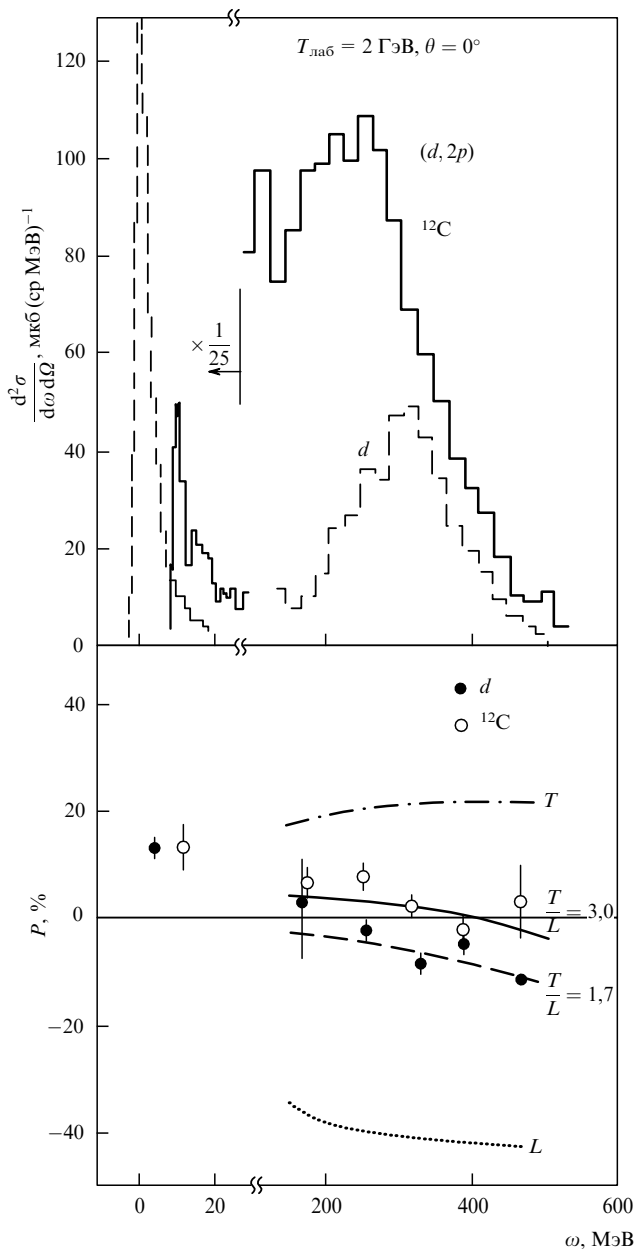 T_лаб = 2 ГэВ, θ = 0°
120
100
80
60
40
20
0
d²σ/dω dΩ, мкб (ср МэВ)⁻¹
(d, 2p)
¹²C
× 1/25
d
d
¹²C
40
20
0
−20
−40
P, %
T
T/L = 3,0
T/L = 1,7
L
0 20 200 400 600
ω, МэВ